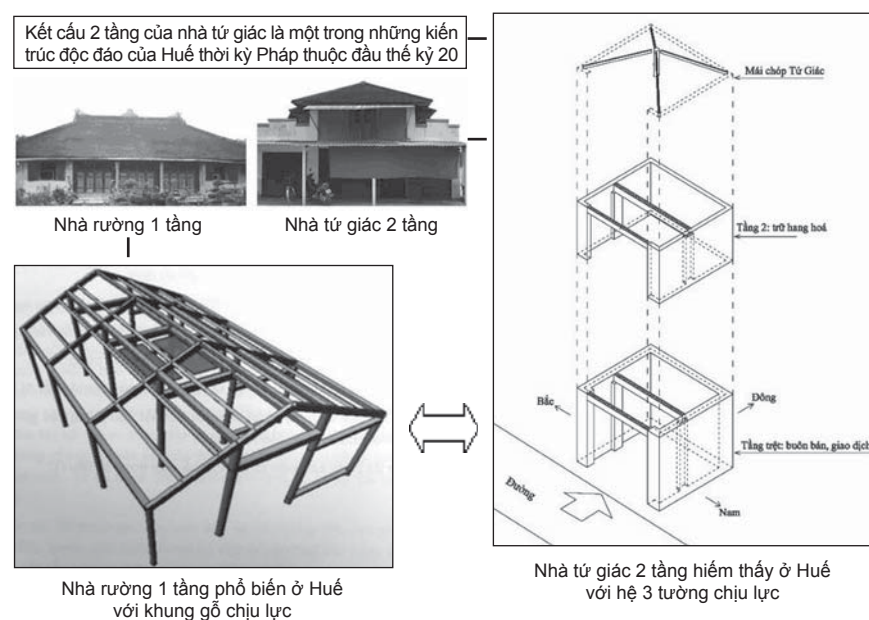 Kết cấu 2 tầng của nhà tứ giác là một trong những kiến
trúc độc đáo của Huế thời kỳ Pháp thuộc đầu thế kỷ 20
Nhà rường 1 tầng
Nhà tứ giác 2 tầng
Nhà rường 1 tầng phổ biến ở Huế
với khung gỗ chịu lực
Mái chóp Tứ Giác
Tầng 2: trữ hang hoá
Bắc
Đông
Tầng trệt: buôn bán, giao dịch
Đường
Nam
Nhà tứ giác 2 tầng hiếm thấy ở Huế
với hệ 3 tường chịu lực